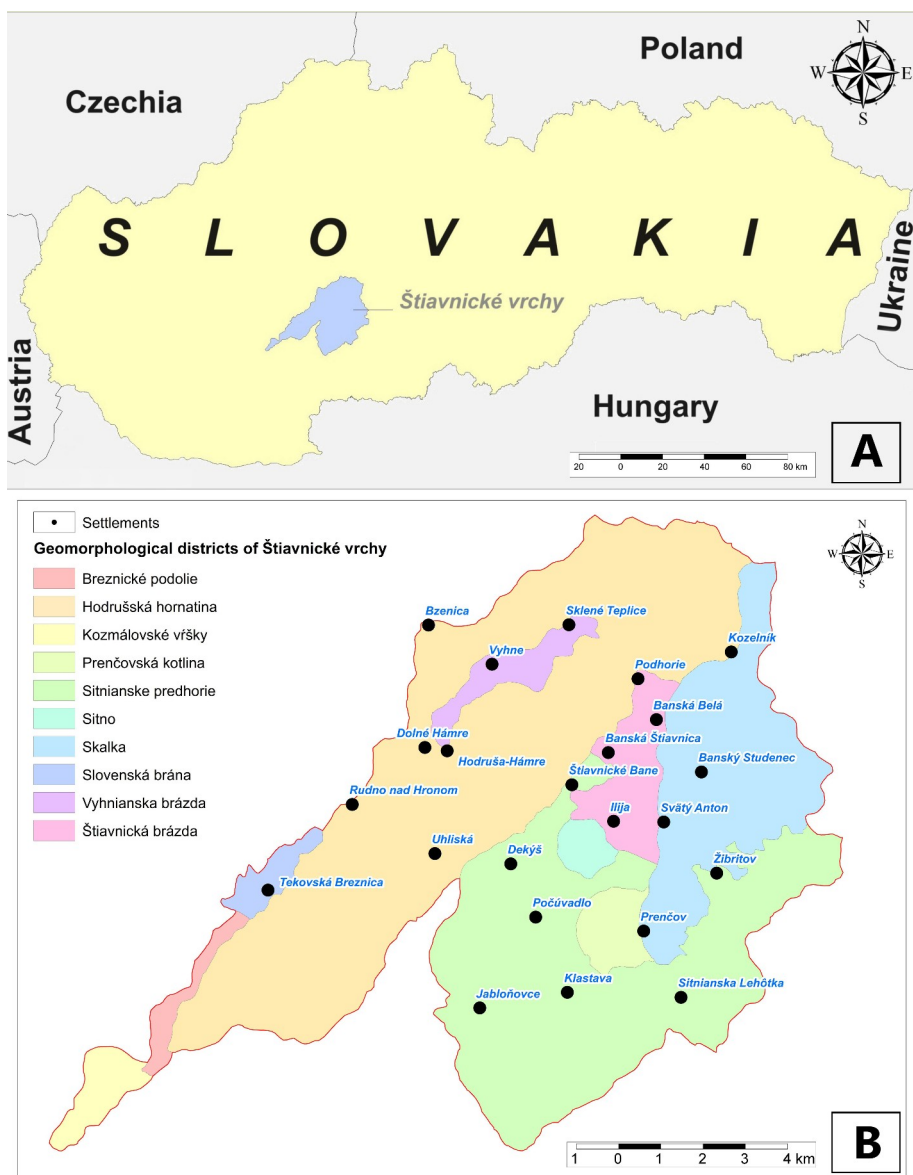 Poland
Czechia
N
W
E
S
SLOVAKIA
Štiavnické vrchy
Ukraine
Austria
Hungary
20 0 20 40 60 80 km
A
Settlements
Geomorphological districts of Štiavnické vrchy
Breznické podolie
Hodrušská hornatina
Kozmálovské vŕšky
Prenčovská kotlina
Sitnianske predhorie
Sitno
Skalka
Slovenská brána
Vyhnianska brázda
Štiavnická brázda
N
W
E
S
Bzenica
Sklené Teplice
Vyhne
Kozelník
Podhorie
Banská Belá
Dolné Hámre
Banská Štiavnica
Hodruša-Hámre
Banský Studenec
Štiavnické Bane
Rudno nad Hronom
Ilija
Svätý Anton
Uhliská
Dekýš
Žibritov
Tekovská Breznica
Počúvadlo
Prenčov
Klastava
Sitnianska Lehôtka
Jabloňovce
1 0 1 2 3 4 km
B